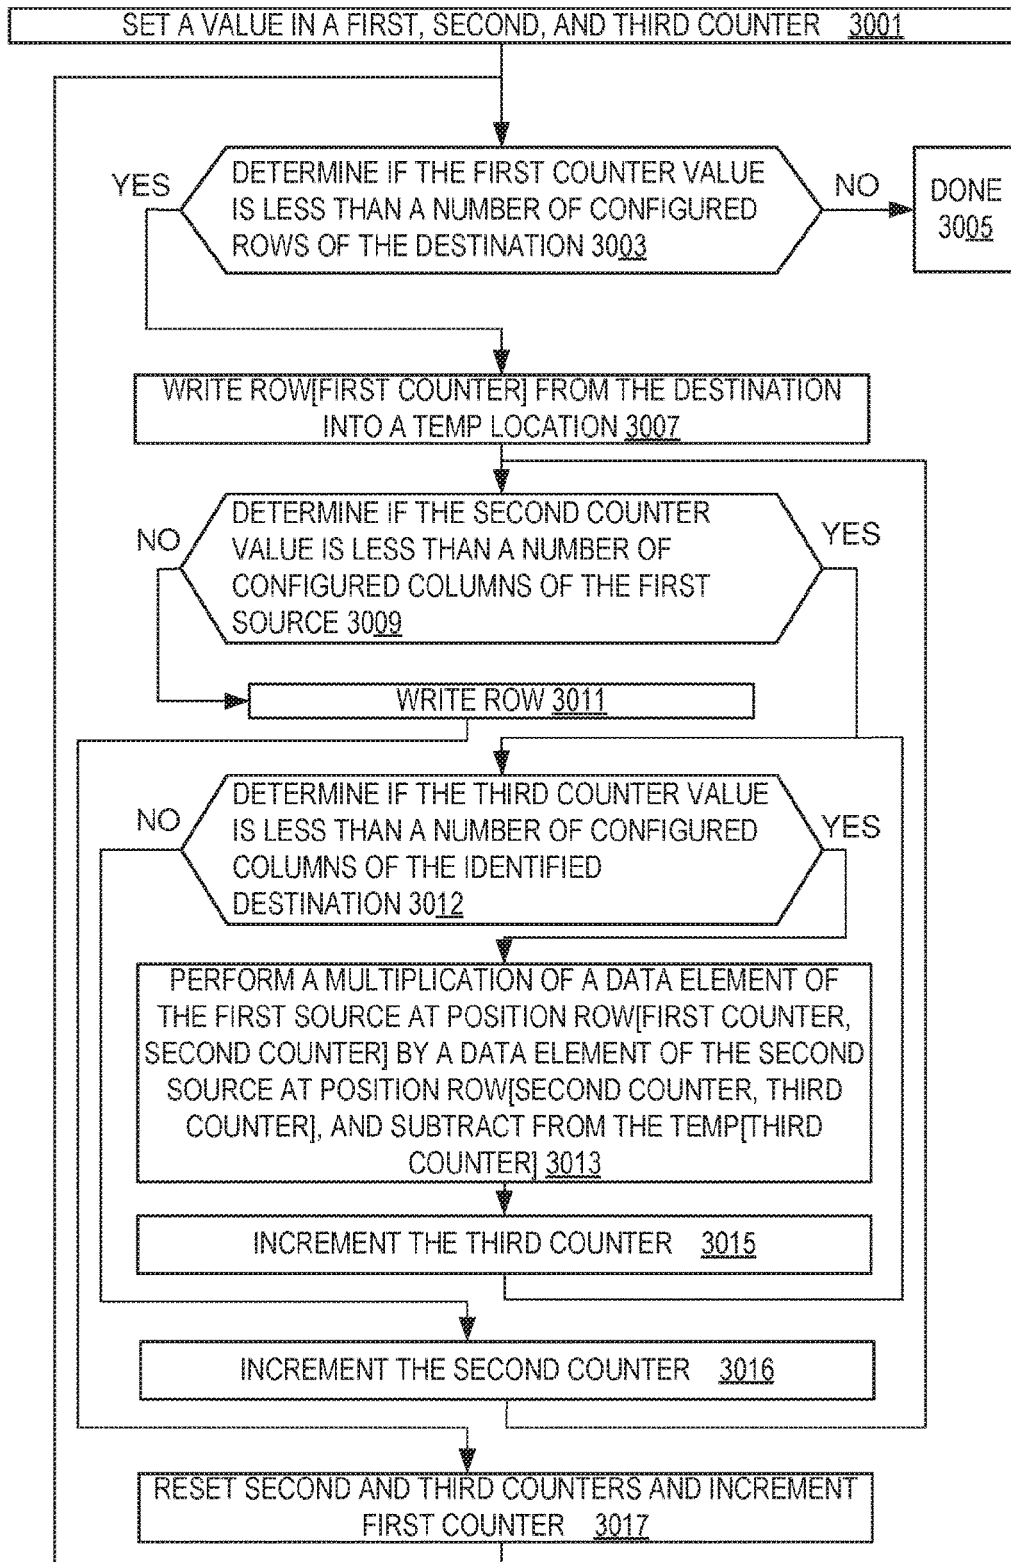 SET A VALUE IN A FIRST, SECOND, AND THIRD COUNTER 3001
YES
DETERMINE IF THE FIRST COUNTER VALUE
IS LESS THAN A NUMBER OF CONFIGURED
ROWS OF THE DESTINATION 3003
NO
DONE
3005
WRITE ROW[FIRST COUNTER] FROM THE DESTINATION
INTO A TEMP LOCATION 3007
NO
DETERMINE IF THE SECOND COUNTER
VALUE IS LESS THAN A NUMBER OF
CONFIGURED COLUMNS OF THE FIRST
SOURCE 3009
YES
WRITE ROW 3011
NO
DETERMINE IF THE THIRD COUNTER VALUE
IS LESS THAN A NUMBER OF CONFIGURED
COLUMNS OF THE IDENTIFIED
DESTINATION 3012
YES
PERFORM A MULTIPLICATION OF A DATA ELEMENT OF
THE FIRST SOURCE AT POSITION ROW[FIRST COUNTER,
SECOND COUNTER] BY A DATA ELEMENT OF THE SECOND
SOURCE AT POSITION ROW[SECOND COUNTER, THIRD
COUNTER], AND SUBTRACT FROM THE TEMP[THIRD
COUNTER] 3013
INCREMENT THE THIRD COUNTER 3015
INCREMENT THE SECOND COUNTER 3016
RESET SECOND AND THIRD COUNTERS AND INCREMENT
FIRST COUNTER 3017